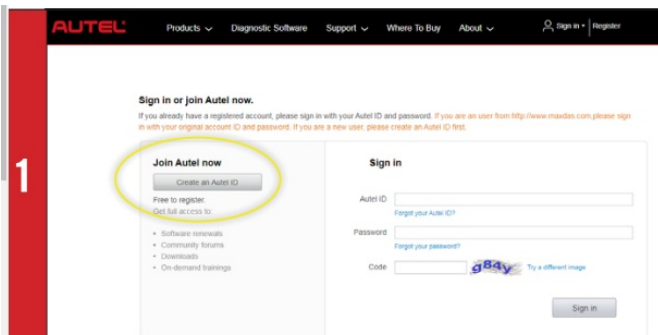 AUTEL
Products Diagnostic Software Support Where To Buy About Sign in Register
Sign in or join Autel now.
If you already have a registered account, please sign in with your Autel ID and password. If you are an user from http://www.maxdas.com,please sign
in with your original account ID and password. If you are a new user, please create an Autel ID first.
1
Join Autel now
Create an Autel ID
Free to register.
Get full access to:
• Software renewals
• Community forums
• Downloads
• On-demand trainings
Sign in
Autel ID
Forgot your Autel ID?
Password
Forgot your password?
Code g84y Try a different image
Sign in